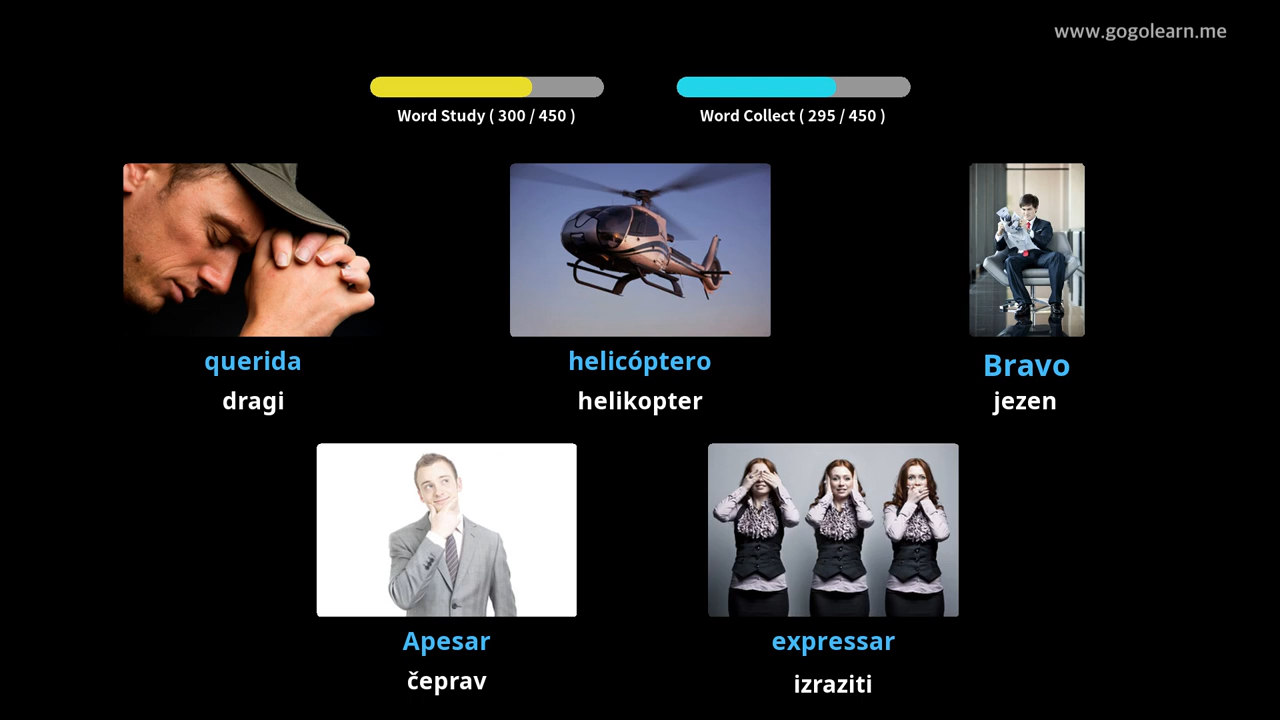 www.gogolearn.me
Word Study ( 300 / 450 )
Word Collect ( 295 / 450 )
querida
helicóptero
Bravo
dragi
helikopter
jezen
Apesar
expressar
čeprav
izraziti